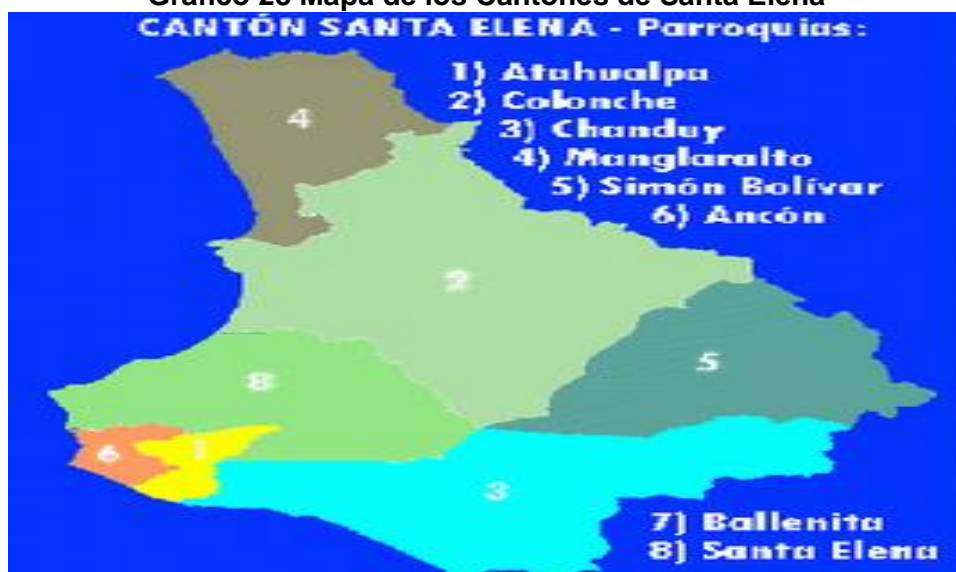 Gráfico 28 Mapa de los Cantones de Santa Elena
CANTÓN SANTA ELENA - Parroquias:
1) Atahualpa
2) Colonche
3) Chanduy
4) Manglaralto
5) Simón Bolívar
6) Ancón
4
2
5
8
6
1
3
7) Ballenita
8) Santa Elena